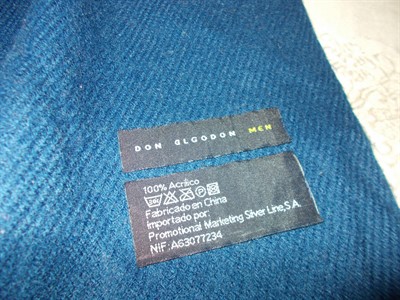 DON ALGODON MEN
100% Acrílico
Fabricado en China
Importado por:
Promotional Marketing Silver Line,S.A.
NIF: A63077234